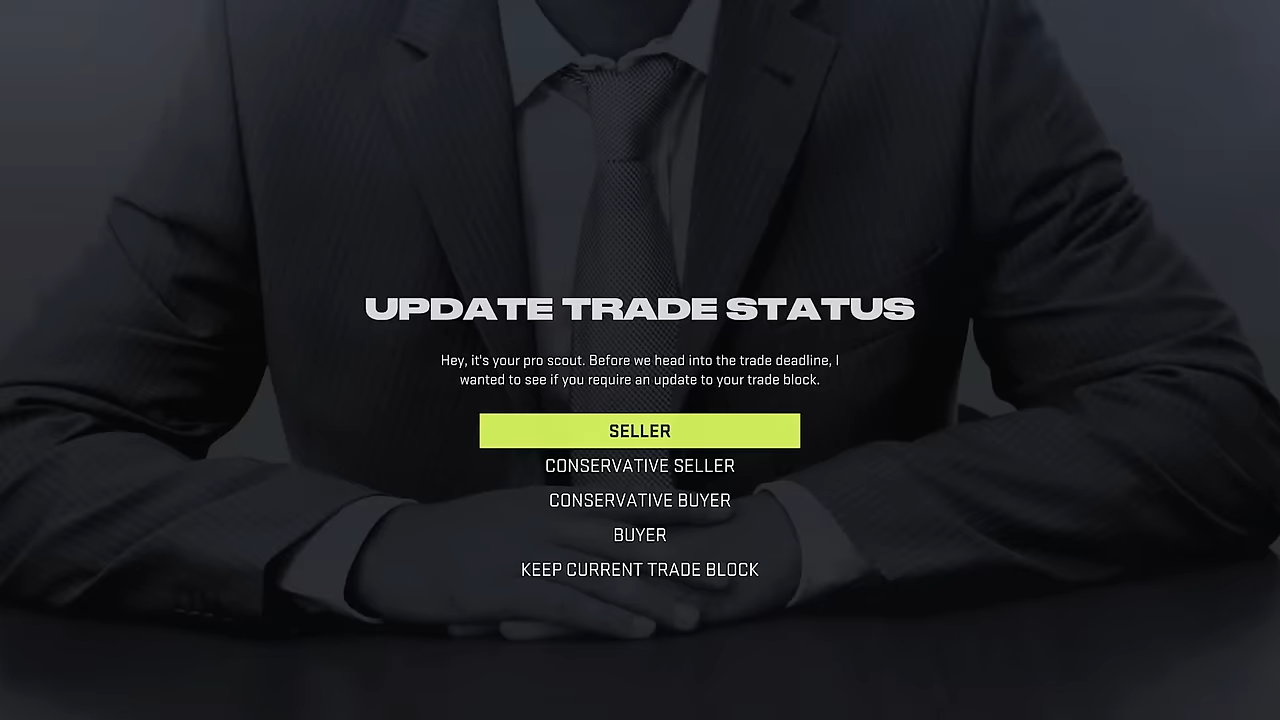 UPDATE TRADE STATUS
Hey, it's your pro scout. Before we head into the trade deadline, I
wanted to see if you require an update to your trade block.
SELLER
CONSERVATIVE SELLER
CONSERVATIVE BUYER
BUYER
KEEP CURRENT TRADE BLOCK